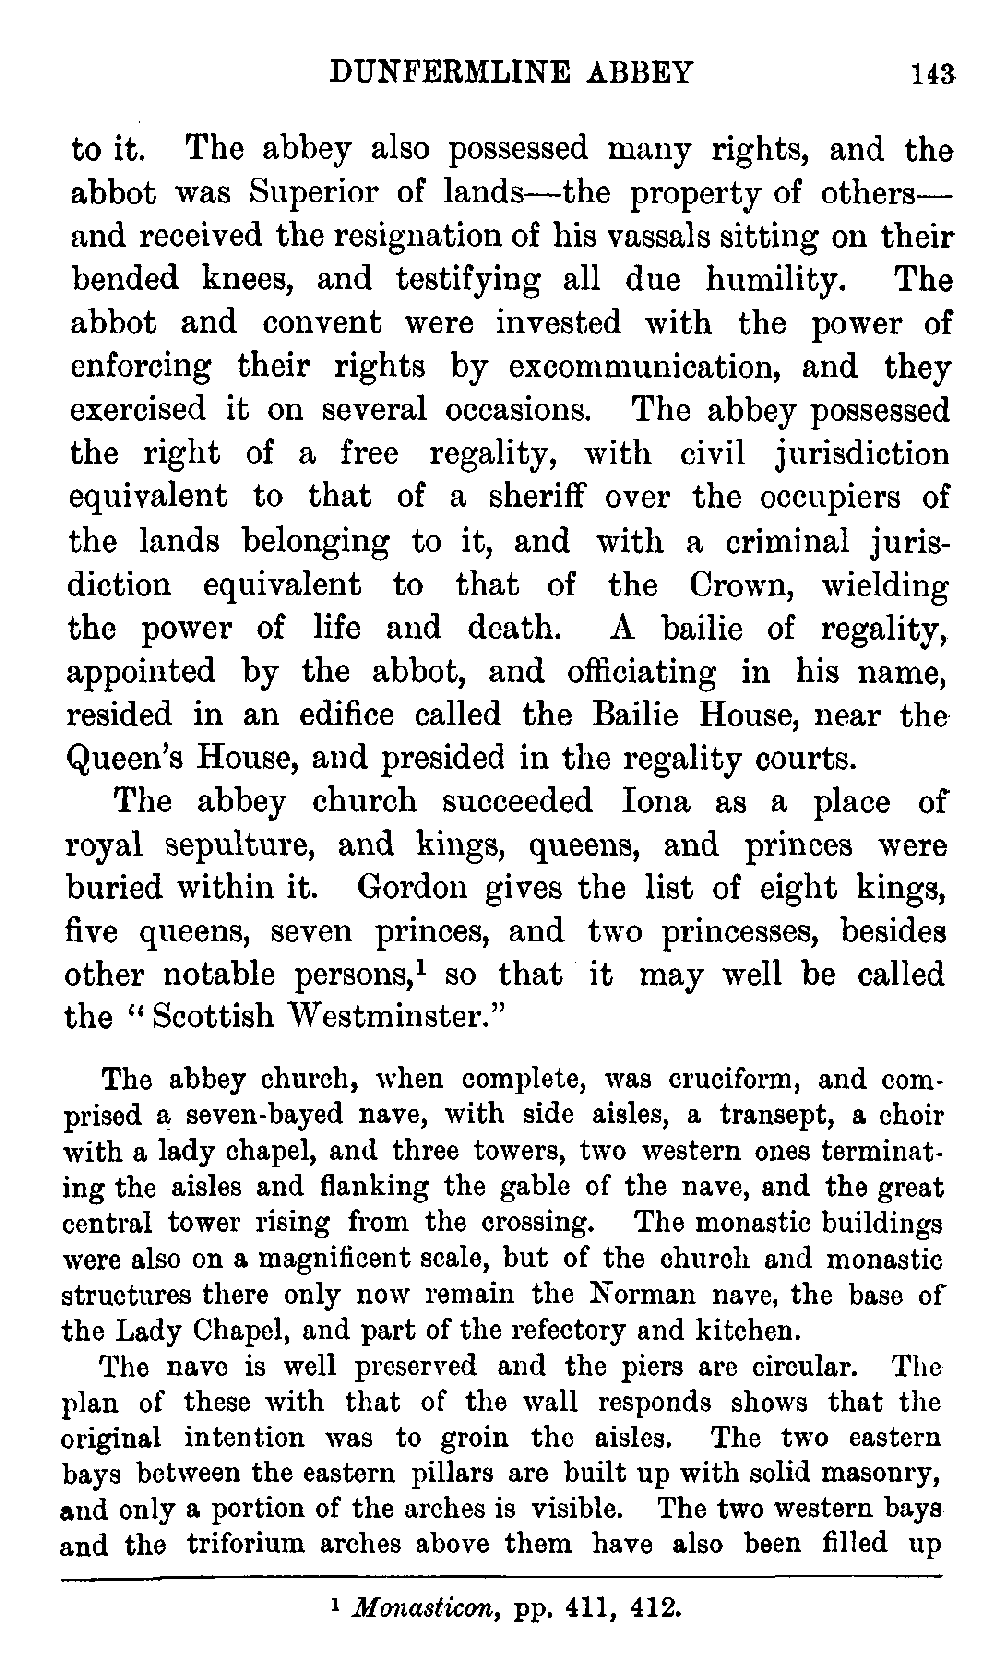 DUNFERMLINE ABBEY 143
to it. The abbey also possessed many rights, and the
abbot was Superior of lands—the property of others—
and received the resignation of his vassals sitting on their
bended knees, and testifying all due humility. The
abbot and convent were invested with the power of
enforcing their rights by excommunication, and they
exercised it on several occasions. The abbey possessed
the right of a free regality, with civil jurisdiction
equivalent to that of a sheriff over the occupiers of
the lands belonging to it, and with a criminal juris-
diction equivalent to that of the Crown, wielding
the power of life and death. A bailie of regality,
appointed by the abbot, and officiating in his name,
resided in an edifice called the Bailie House, near the
Queen's House, and presided in the regality courts.
The abbey church succeeded Iona as a place of
royal sepulture, and kings, queens, and princes were
buried within it. Gordon gives the list of eight kings,
five queens, seven princes, and two princesses, besides
other notable persons,¹ so that it may well be called
the “Scottish Westminster.”
The abbey church, when complete, was cruciform, and com-
prised a seven-bayed nave, with side aisles, a transept, a choir
with a lady chapel, and three towers, two western ones terminat-
ing the aisles and flanking the gable of the nave, and the great
central tower rising from the crossing. The monastic buildings
were also on a magnificent scale, but of the church and monastic
structures there only now remain the Norman nave, the base of
the Lady Chapel, and part of the refectory and kitchen.
The nave is well preserved and the piers are circular. The
plan of these with that of the wall responds shows that the
original intention was to groin the aisles. The two eastern
bays between the eastern pillars are built up with solid masonry,
and only a portion of the arches is visible. The two western bays
and the triforium arches above them have also been filled up
¹ Monasticon, pp. 411, 412.